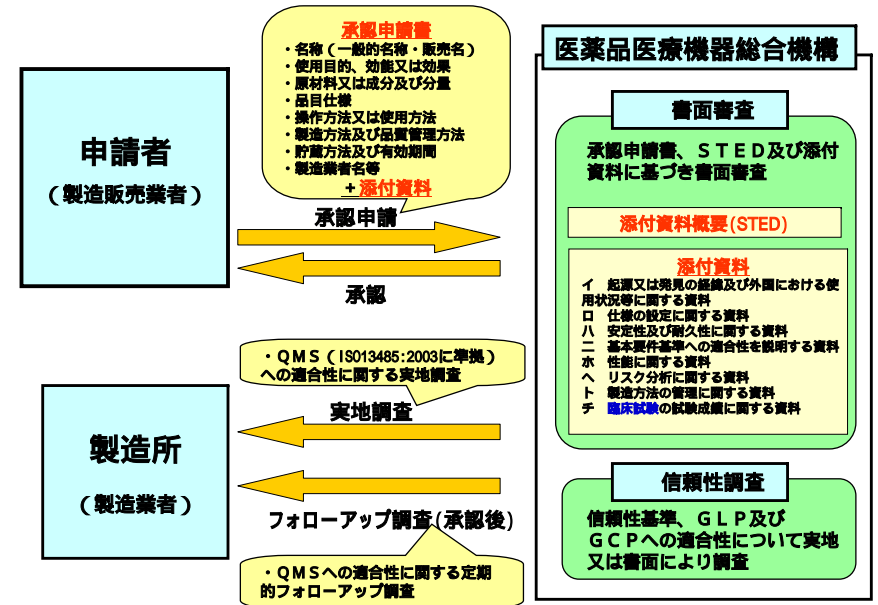 承認申請書
・名称（一般的名称・販売名）
・使用目的、効能又は効果
・原材料又は成分及び分量
・品目仕様
・操作方法又は使用方法
・製造方法及び品質管理方法
・貯蔵方法及び有効期間
・製造業者名等
＋添付資料
申請者
（製造販売業者）
承認申請
承認
・QMS（ISO13485:2003に準拠）
への適合性に関する実地調査
実地調査
製造所
（製造業者）
フォローアップ調査(承認後)
・QMSへの適合性に関する定期
的フォローアップ調査
医薬品医療機器総合機構
書面審査
承認申請書、ＳＴＥＤ及び添付
資料に基づき書面審査
添付資料概要(STED)
添付資料
イ　起源又は発見の経緯及び外国における使
用状況等に関する資料
ロ　仕様の設定に関する資料
ハ　安定性及び耐久性に関する資料
ニ　基本要件基準への適合性を説明する資料
ホ　性能に関する資料
ヘ　リスク分析に関する資料
ト　製造方法の管理に関する資料
チ　臨床試験の試験成績に関する資料
信頼性調査
信頼性基準、ＧＬＰ及び
ＧＣＰへの適合性について実地
又は書面により調査